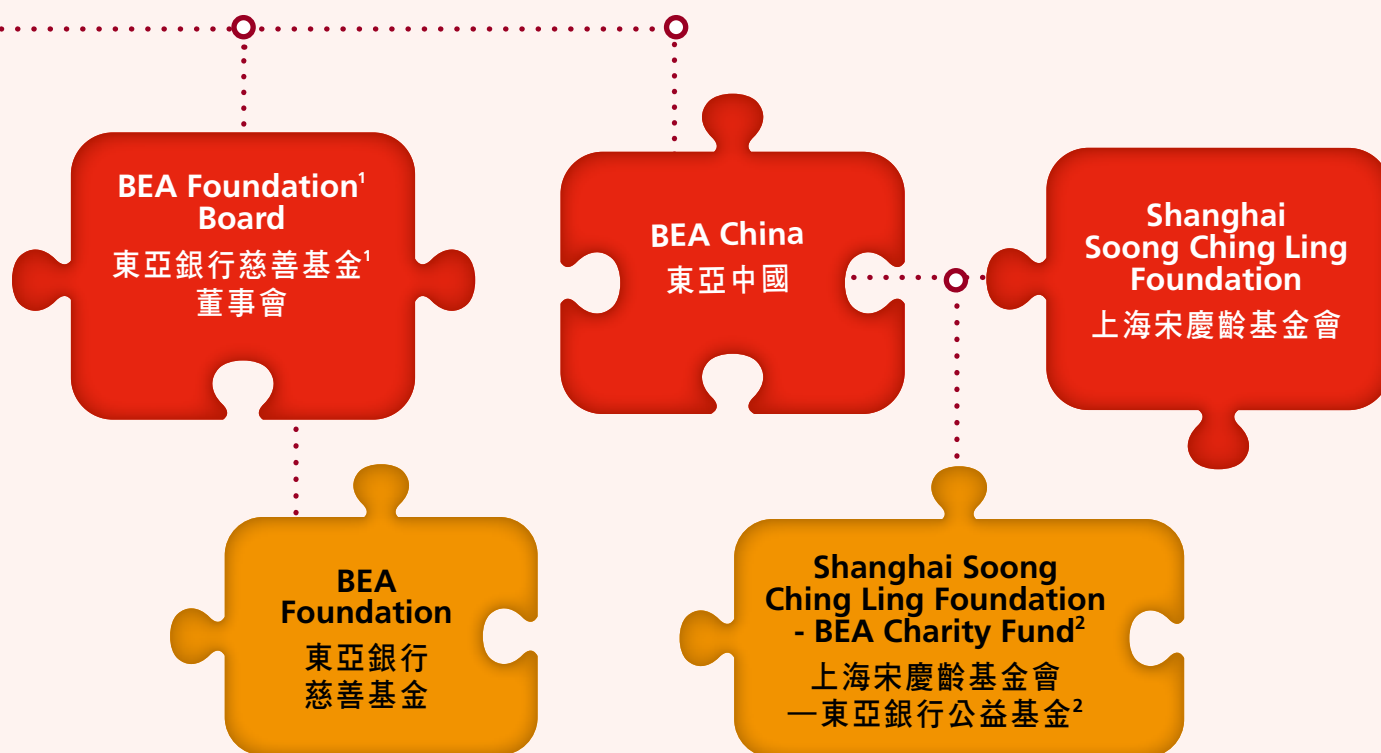 BEA Foundation¹
Board
東亞銀行慈善基金¹
董事會
BEA China
東亞中國
Shanghai
Soong Ching Ling
Foundation
上海宋慶齡基金會
BEA
Foundation
東亞銀行
慈善基金
Shanghai Soong
Ching Ling Foundation
- BEA Charity Fund²
上海宋慶齡基金會
—東亞銀行公益基金²